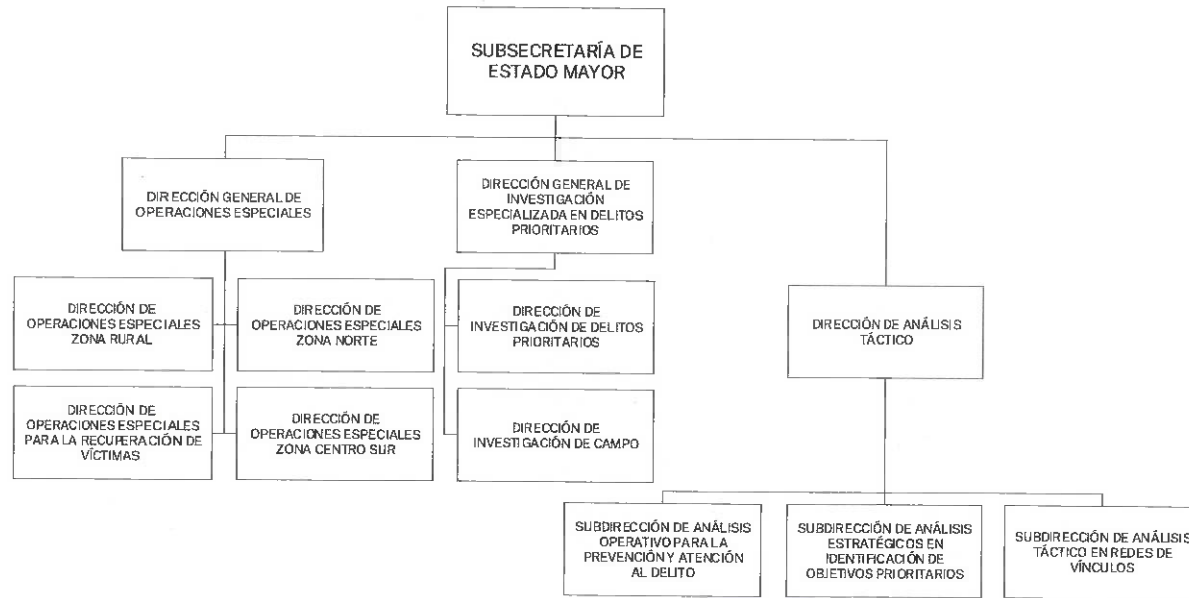 SUBSECRETARÍA DE
ESTADO MAYOR
DIRECCIÓN GENERAL DE
OPERACIONES ESPECIALES
DIRECCIÓN GENERAL DE
INVESTIGACIÓN
ESPECIALIZADA EN DELITOS
PRIORITARIOS
DIRECCIÓN DE
OPERACIONES ESPECIALES
ZONA RURAL
DIRECCIÓN DE
OPERACIONES ESPECIALES
ZONA NORTE
DIRECCIÓN DE
INVESTIGACIÓN DE DELITOS
PRIORITARIOS
DIRECCIÓN DE ANÁLISIS
TÁCTICO
DIRECCIÓN DE
OPERACIONES ESPECIALES
PARA LA RECUPERACIÓN DE
VÍCTIMAS
DIRECCIÓN DE
OPERACIONES ESPECIALES
ZONA CENTRO SUR
DIRECCIÓN DE
INVESTIGACIÓN DE CAMPO
SUBDIRECCIÓN DE ANÁLISIS
OPERATIVO PARA LA
PREVENCIÓN Y ATENCIÓN
AL DELITO
SUBDIRECCIÓN DE ANÁLISIS
ESTRATÉGICOS EN
IDENTIFICACIÓN DE
OBJETIVOS PRIORITARIOS
SUBDIRECCIÓN DE ANÁLISIS
TÁCTICO EN REDES DE
VÍNCULOS